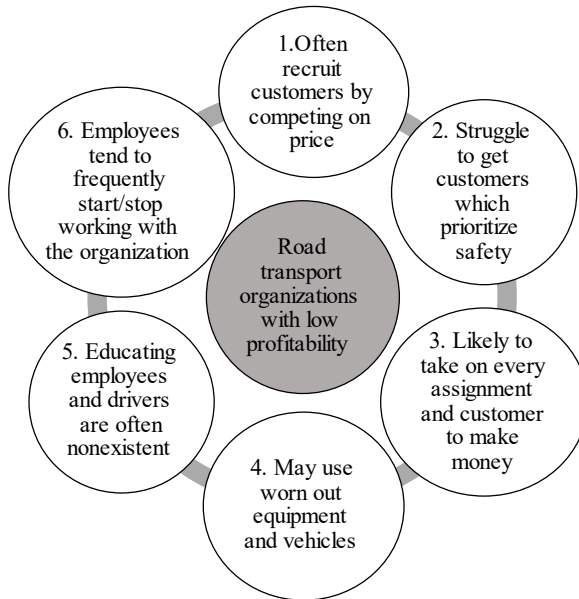 1.Often
recruit
customers by
competing on
price
2. Struggle
to get
customers
which
prioritize
safety
3. Likely to
take on every
assignment
and customer
to make
money
4. May use
worn out
equipment
and vehicles
5. Educating
employees
and drivers
are often
nonexistent
6. Employees
tend to
frequently
start/stop
working with
the organization
Road
transport
organizations
with low
profitability